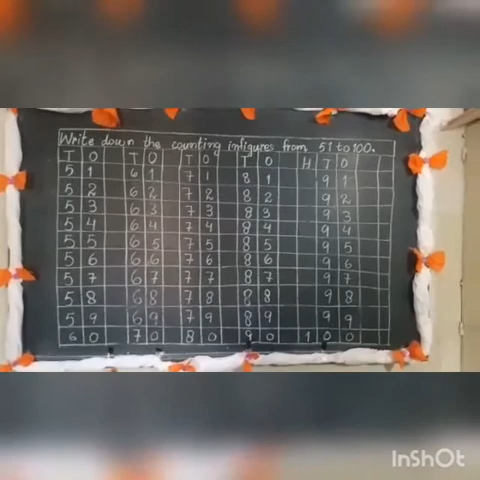 Write down the counting infigures from 51 to 100.
T O T O T O T O H T O
5 1 6 1 7 1 8 1 9 1
5 2 6 2 7 2 8 2 9 2
5 3 6 3 7 3 8 3 9 3
5 4 6 4 7 4 8 4 9 4
5 5 6 5 7 5 8 5 9 5
5 6 6 6 7 6 8 6 9 6
5 7 6 7 7 7 8 7 9 7
5 8 6 8 7 8 8 8 9 8
5 9 6 9 7 9 8 9 9 9
6 0 7 0 8 0 9 0 1 0 0
InShOt